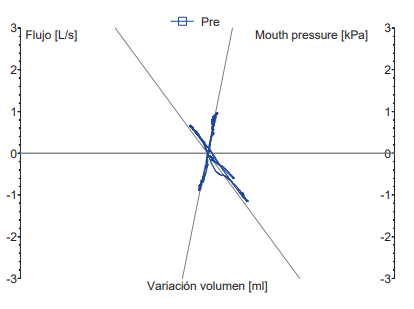 Pre
Flujo [L/s] Mouth pressure [kPa]
3 3
2 2
1 1
0 0
-1 -1
-2 -2
-3 -3
Variación volumen [ml]